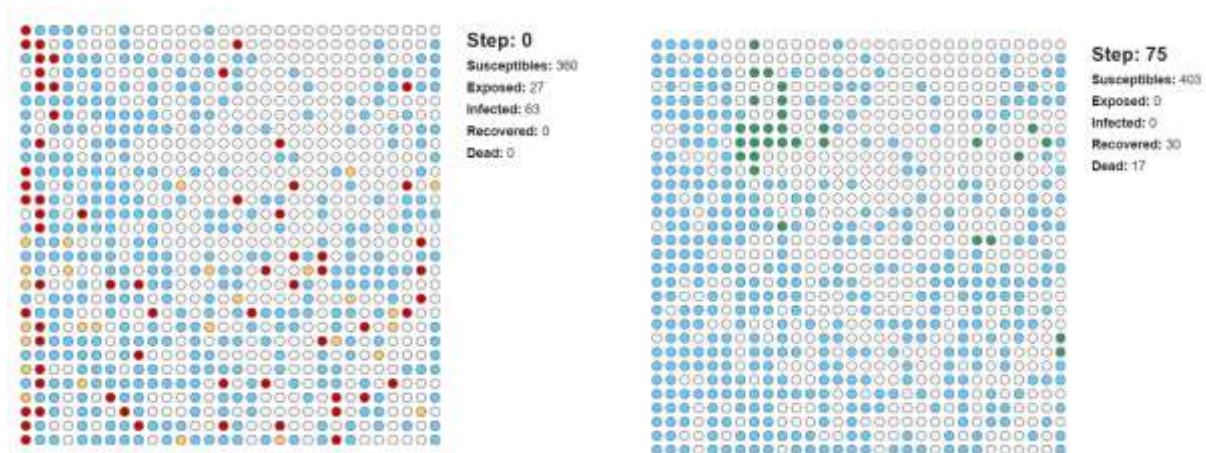 Step: 0
Susceptibles: 360
Exposed: 27
Infected: 63
Recovered: 0
Dead: 0
Step: 75
Susceptibles: 403
Exposed: 0
Infected: 0
Recovered: 30
Dead: 17